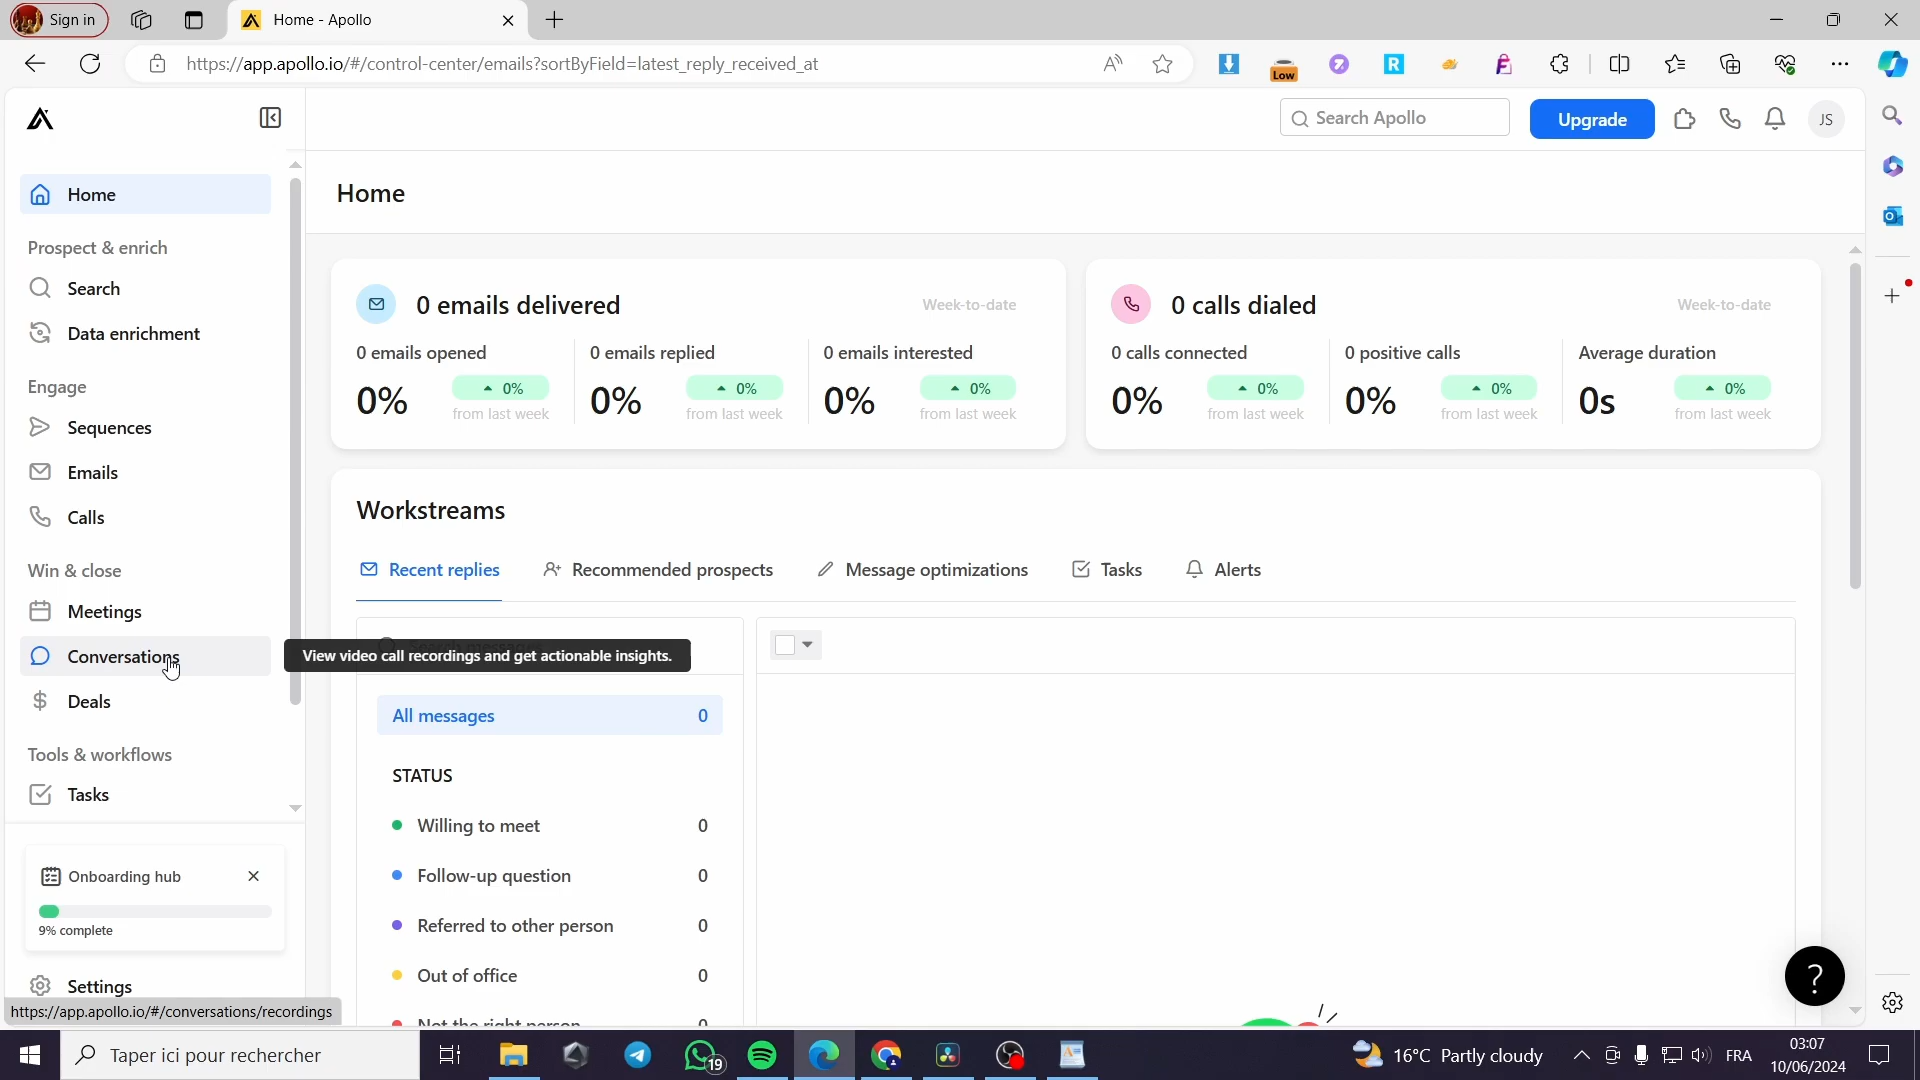 Sign in
Home - Apollo
https://app.apollo.io/#/control-center/emails?sortByField=latest_reply_received_at
Low
Search Apollo
Upgrade
JS
Home
Prospect & enrich
Search
Data enrichment
Engage
Sequences
Emails
Calls
Win & close
Meetings
Conversations
View video call recordings and get actionable insights.
Deals
Tools & workflows
Tasks
Onboarding hub
9% complete
Settings
https://app.apollo.io/#/conversations/recordings
Home
0 emails delivered
Week-to-date
0 emails opened
0%
0%
from last week
0 emails replied
0%
0%
from last week
0 emails interested
0%
0%
from last week
0 calls dialed
Week-to-date
0 calls connected
0%
0%
from last week
0 positive calls
0%
0%
from last week
Average duration
0s
0%
from last week
Workstreams
Recent replies
Recommended prospects
Message optimizations
Tasks
Alerts
All messages 0
STATUS
Willing to meet 0
Follow-up question 0
Referred to other person 0
Out of office 0
Not the right person 0
?
Taper ici pour rechercher
19
16°C Partly cloudy
FRA
03:07
10/06/2024